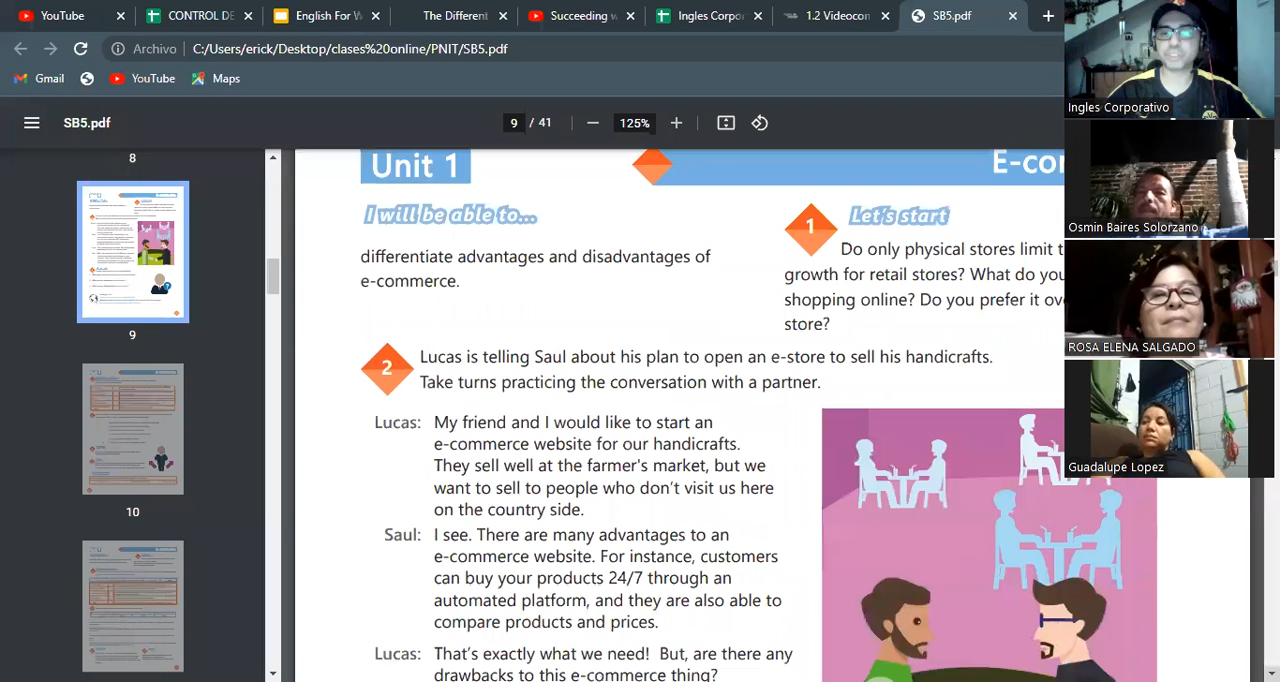 YouTube
CONTROL DE
English For W
The Different
Succeeding w
Ingles Corpo
1.2 Videocon
SB5.pdf
Archivo
C:/Users/erick/Desktop/clases%20online/PNIT/SB5.pdf
Gmail
YouTube
Maps
SB5.pdf
9 / 41
125%
8
9
10
Unit 1
E-co
I will be able to...
differentiate advantages and disadvantages of
e-commerce.
1
Let's start
Do only physical stores limit t
growth for retail stores? What do you
shopping online? Do you prefer it ov
store?
2
Lucas is telling Saul about his plan to open an e-store to sell his handicrafts.
Take turns practicing the conversation with a partner.
Lucas: My friend and I would like to start an
e-commerce website for our handicrafts.
They sell well at the farmer's market, but we
want to sell to people who don't visit us here
on the country side.
Saul: I see. There are many advantages to an
e-commerce website. For instance, customers
can buy your products 24/7 through an
automated platform, and they are also able to
compare products and prices.
Lucas: That's exactly what we need! But, are there any
drawbacks to this e-commerce thing?
Ingles Corporativo
Osmin Baires Solorzano
ROSA ELENA SALGADO
Guadalupe Lopez